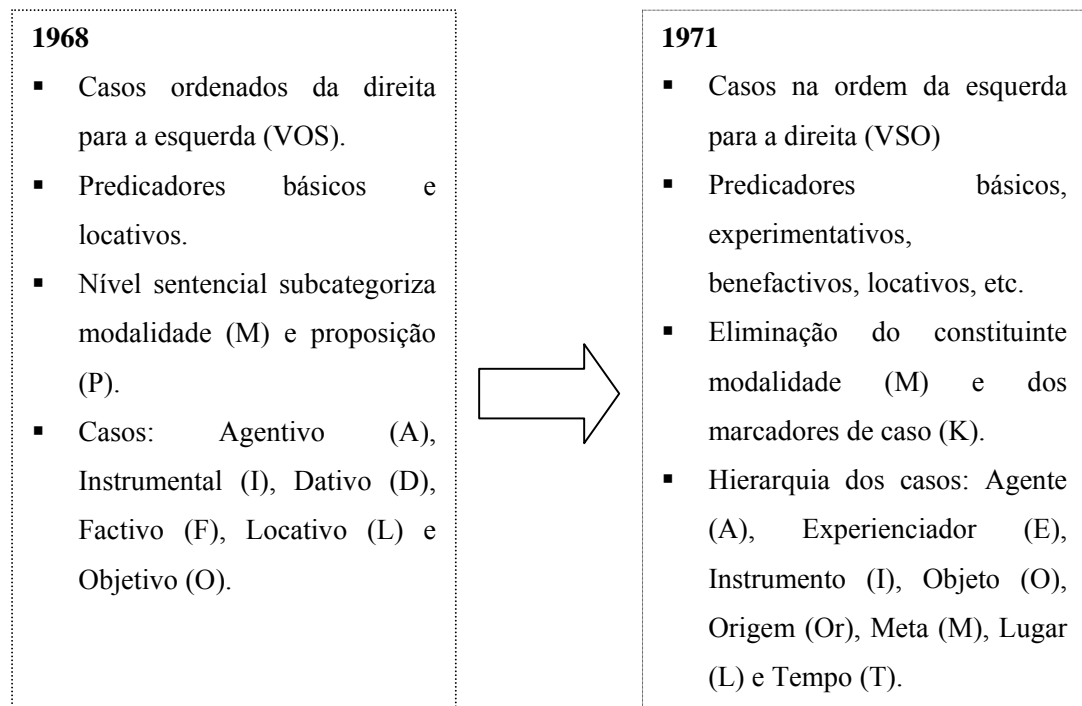 1968
▪ Casos ordenados da direita
para a esquerda (VOS).
▪ Predicadores básicos e
locativos.
▪ Nível sentencial subcategoriza
modalidade (M) e proposição
(P).
▪ Casos: Agentivo (A),
Instrumental (I), Dativo (D),
Factivo (F), Locativo (L) e
Objetivo (O).
1971
▪ Casos na ordem da esquerda
para a direita (VSO)
▪ Predicadores básicos,
experimentativos,
benefactivos, locativos, etc.
▪ Eliminação do constituinte
modalidade (M) e dos
marcadores de caso (K).
▪ Hierarquia dos casos: Agente
(A), Experienciador (E),
Instrumento (I), Objeto (O),
Origem (Or), Meta (M), Lugar
(L) e Tempo (T).